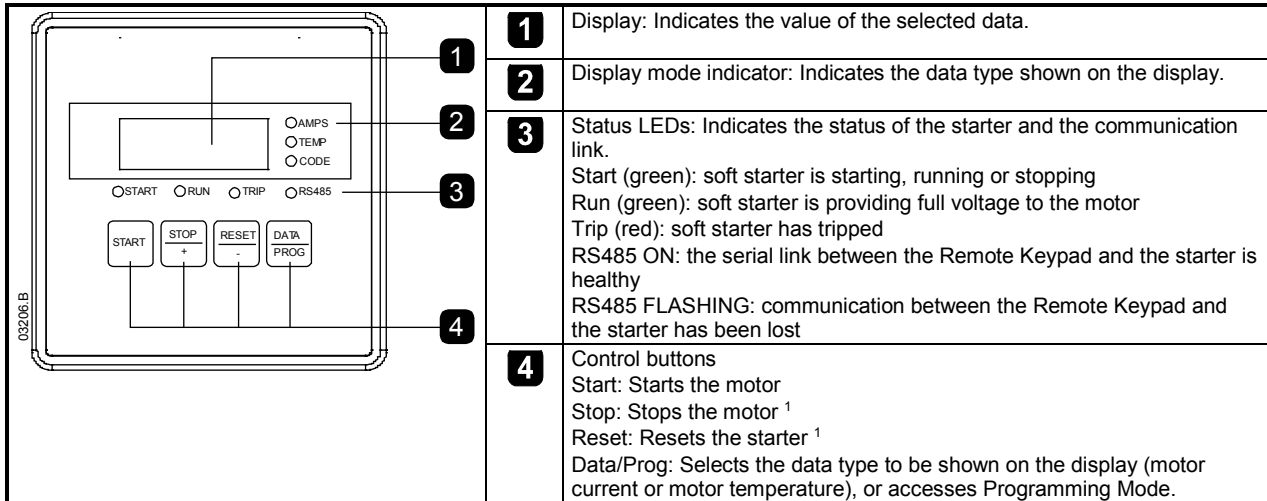 1
2
3
4
AMPS
TEMP
CODE
START RUN TRIP RS485
START STOP + RESET - DATA PROG
03206.B
1 Display: Indicates the value of the selected data.
2 Display mode indicator: Indicates the data type shown on the display.
3 Status LEDs: Indicates the status of the starter and the communication
link.
Start (green): soft starter is starting, running or stopping
Run (green): soft starter is providing full voltage to the motor
Trip (red): soft starter has tripped
RS485 ON: the serial link between the Remote Keypad and the starter is
healthy
RS485 FLASHING: communication between the Remote Keypad and
the starter has been lost
4 Control buttons
Start: Starts the motor
Stop: Stops the motor 1
Reset: Resets the starter 1
Data/Prog: Selects the data type to be shown on the display (motor
current or motor temperature), or accesses Programming Mode.